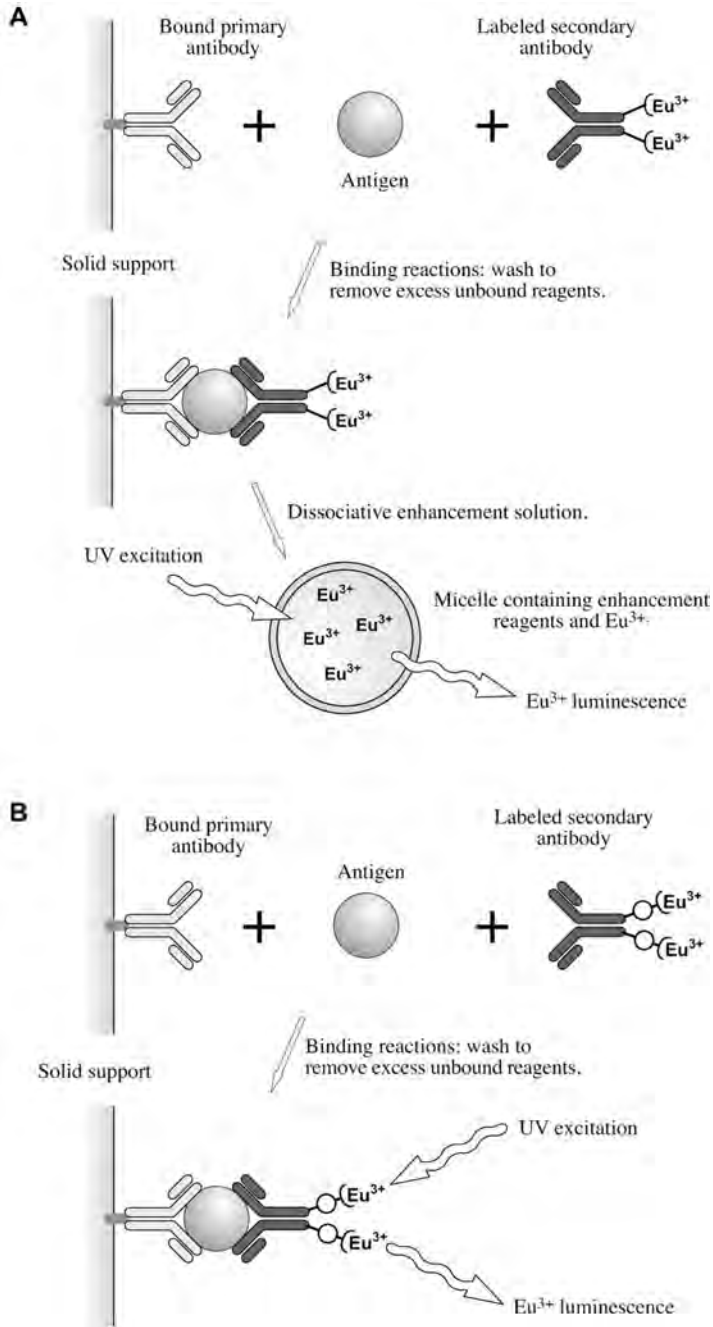 A
Bound primary
antibody
Labeled secondary
antibody
Eu³⁺
Eu³⁺
+
+
Antigen
Solid support
Binding reactions: wash to
remove excess unbound reagents.
Eu³⁺
Eu³⁺
Dissociative enhancement solution.
UV excitation
Eu³⁺
Eu³⁺
Eu³⁺
Eu³⁺
Micelle containing enhancement
reagents and Eu³⁺.
Eu³⁺ luminescence
B
Bound primary
antibody
Labeled secondary
antibody
Antigen
Eu³⁺
Eu³⁺
+
+
Binding reactions: wash to
remove excess unbound reagents.
Solid support
UV excitation
Eu³⁺
Eu³⁺
Eu³⁺ luminescence